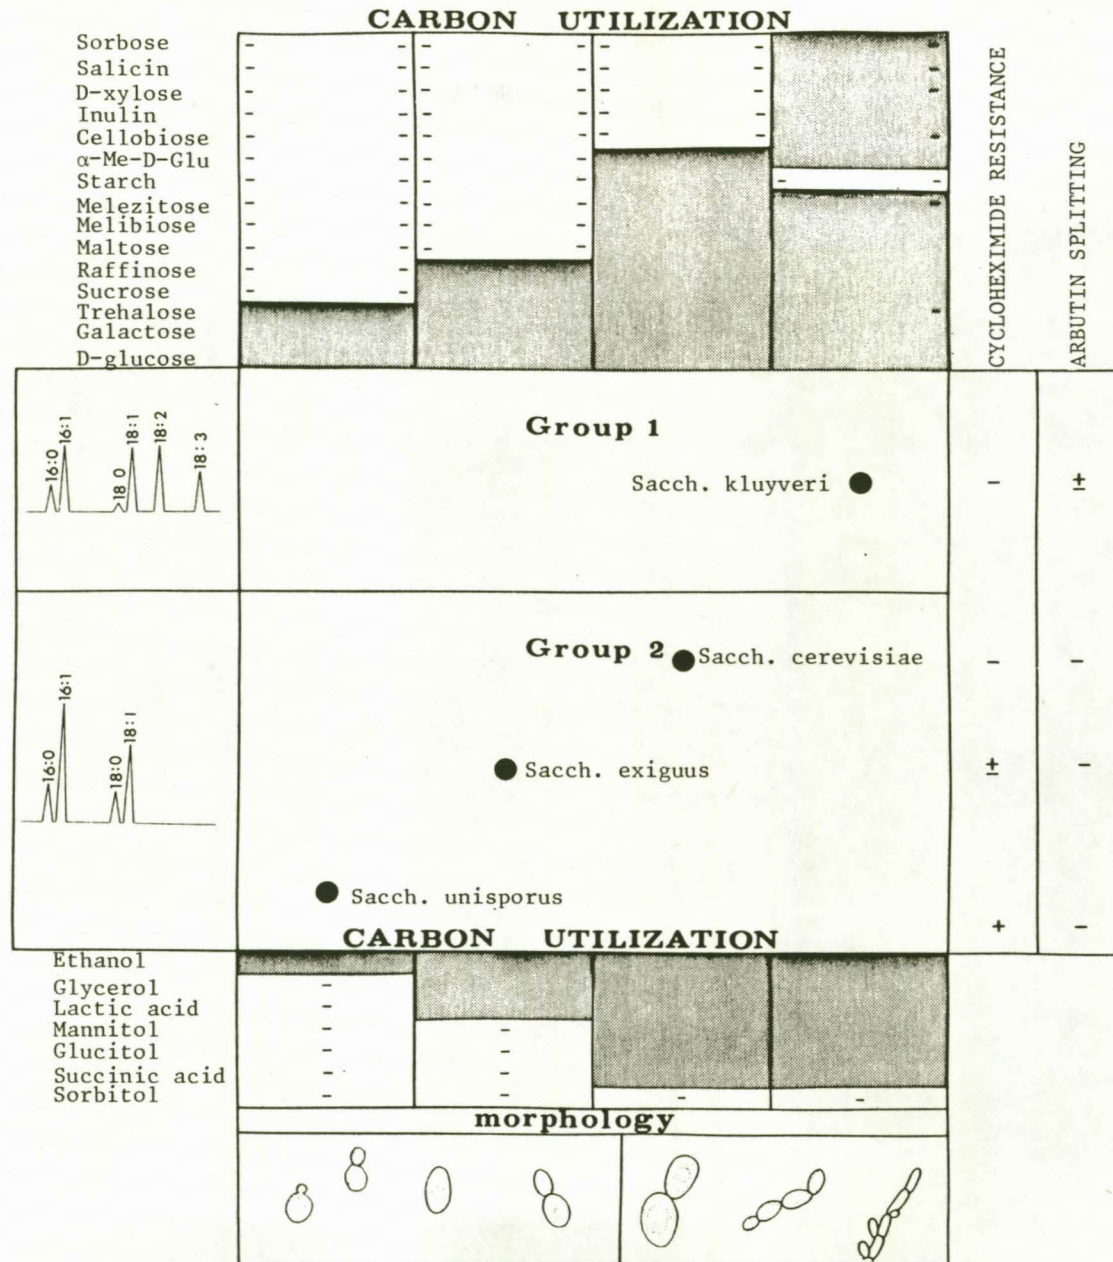 CARBON UTILIZATION
Sorbose
Salicin
D-xylose
Inulin
Cellobiose
α-Me-D-Glu
Starch
Melezitose
Melibiose
Maltose
Raffinose
Sucrose
Trehalose
Galactose
D-glucose
CYCLOHEXIMIDE RESISTANCE
ARBUTIN SPLITTING
16:0 16:1 18 0 18:1 18:2 18:3
Group 1
Sacch. kluyveri - ±
Group 2
Sacch. cerevisiae - -
16:0 16:1 18:0 18:1
Sacch. exiguus ± -
Sacch. unisporus + -
CARBON UTILIZATION
Ethanol
Glycerol - 
Lactic acid -
Mannitol - -
Glucitol - -
Succinic acid - -
Sorbitol - - - -
morphology